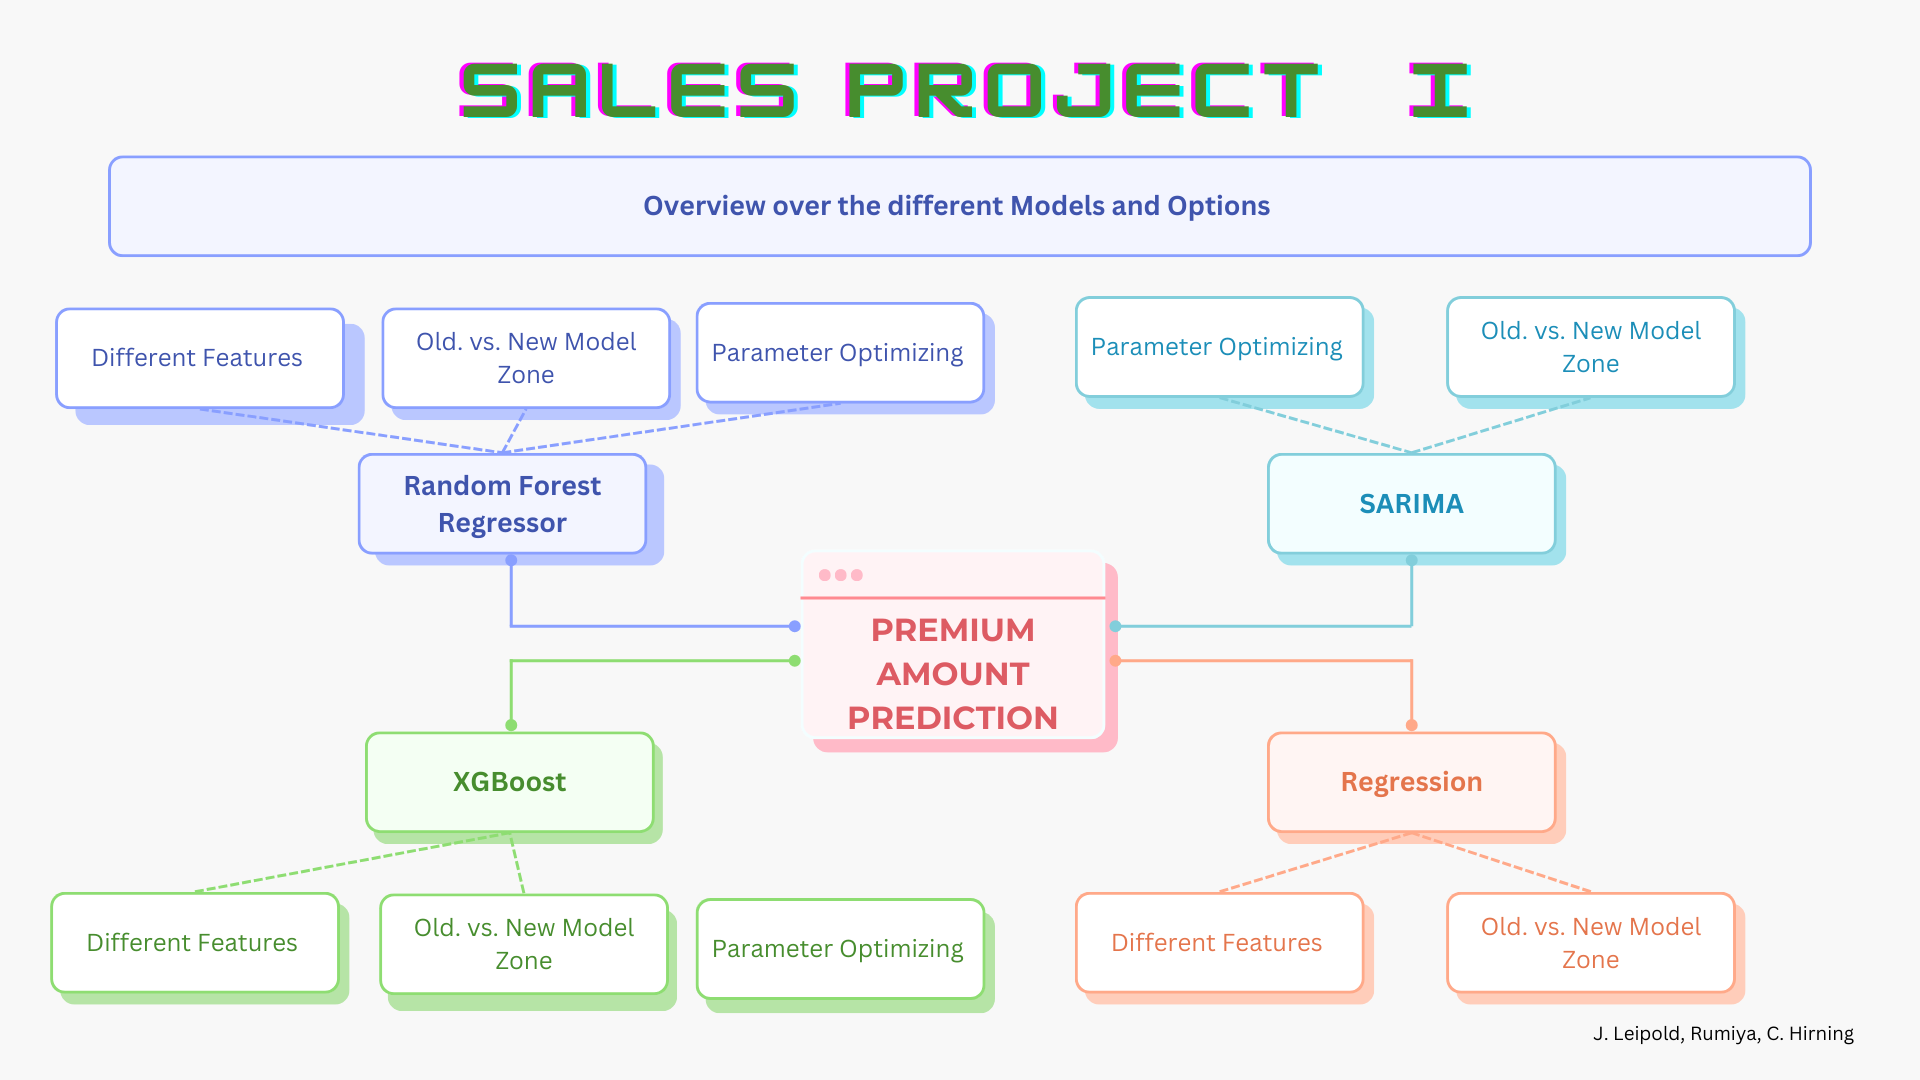 SALES PROJECT I
Overview over the different Models and Options
Different Features
Old. vs. New Model
Zone
Parameter Optimizing
Parameter Optimizing
Old. vs. New Model
Zone
Random Forest
Regressor
SARIMA
PREMIUM
AMOUNT
PREDICTION
XGBoost
Regression
Different Features
Old. vs. New Model
Zone
Parameter Optimizing
Different Features
Old. vs. New Model
Zone
J. Leipold, Rumiya, C. Hirning